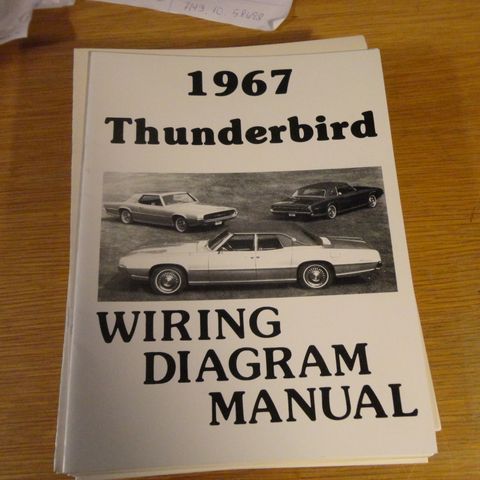 1967
Thunderbird
WIRING
DIAGRAM
MANUAL